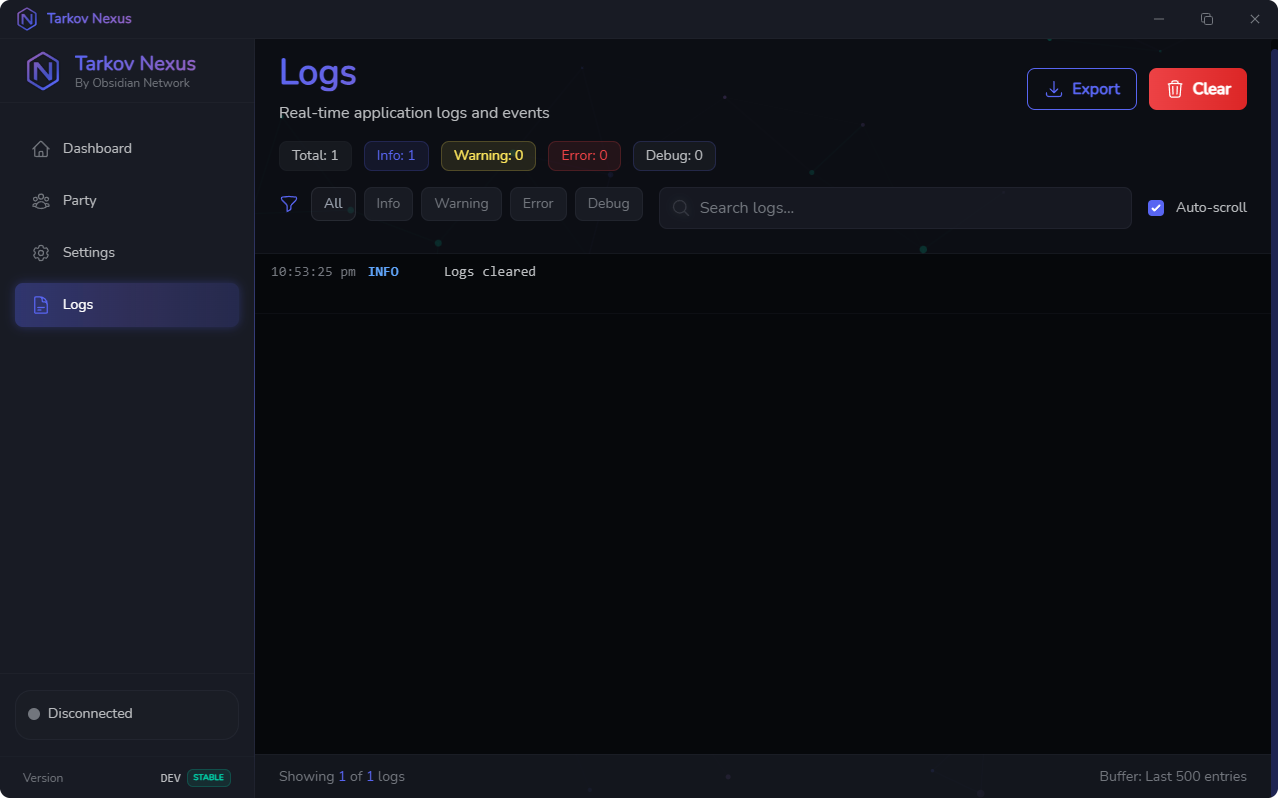 Tarkov Nexus
Tarkov Nexus
By Obsidian Network
Dashboard
Party
Settings
Logs
Disconnected
Version DEV STABLE
Logs
Real-time application logs and events
Export Clear
Total: 1 Info: 1 Warning: 0 Error: 0 Debug: 0
All Info Warning Error Debug Search logs... Auto-scroll
10:53:25 pm INFO Logs cleared
Showing 1 of 1 logs Buffer: Last 500 entries